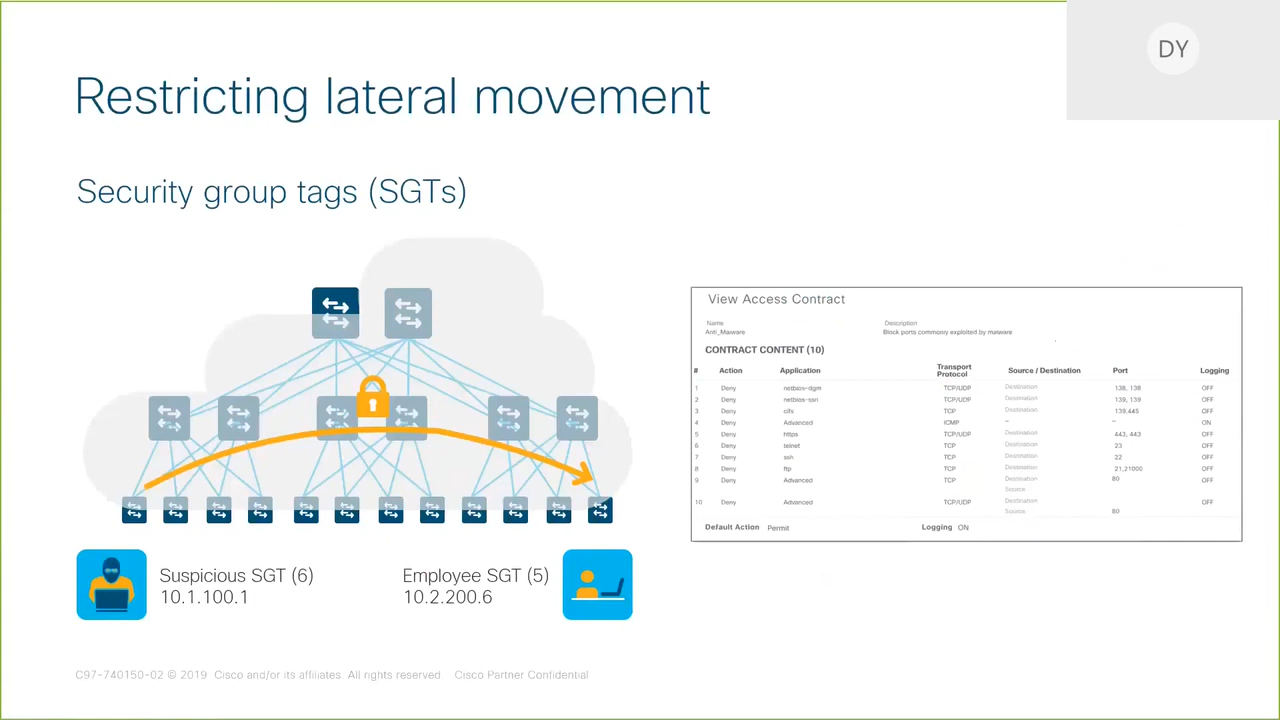 DY
Restricting lateral movement
Security group tags (SGTs)
View Access Contract
Name Description
Anti_Maware Block ports commonly exploited by malware
CONTRACT CONTENT (10)
# Action Application Transport Protocol Source / Destination Port Logging
1 Deny netbios-dgm TCP/UDP Destination 138, 138 OFF
2 Deny netbios-ssn TCP/UDP Destination 139, 139 OFF
3 Deny cifs TCP Destination 139,445 OFF
4 Deny Advanced ICMP – – ON
5 Deny https TCP/UDP Destination 443, 443 OFF
6 Deny telnet TCP Destination 23 OFF
7 Deny ssh TCP Destination 22 OFF
8 Deny ftp TCP Destination 21,21000 OFF
9 Deny Advanced TCP Destination 80 OFF
Source
10 Deny Advanced TCP/UDP Destination OFF
Source 80
Default Action Permit Logging ON
Suspicious SGT (6)
10.1.100.1
Employee SGT (5)
10.2.200.6
C97-740150-02 © 2019 Cisco and/or its affiliates. All rights reserved. Cisco Partner Confidential